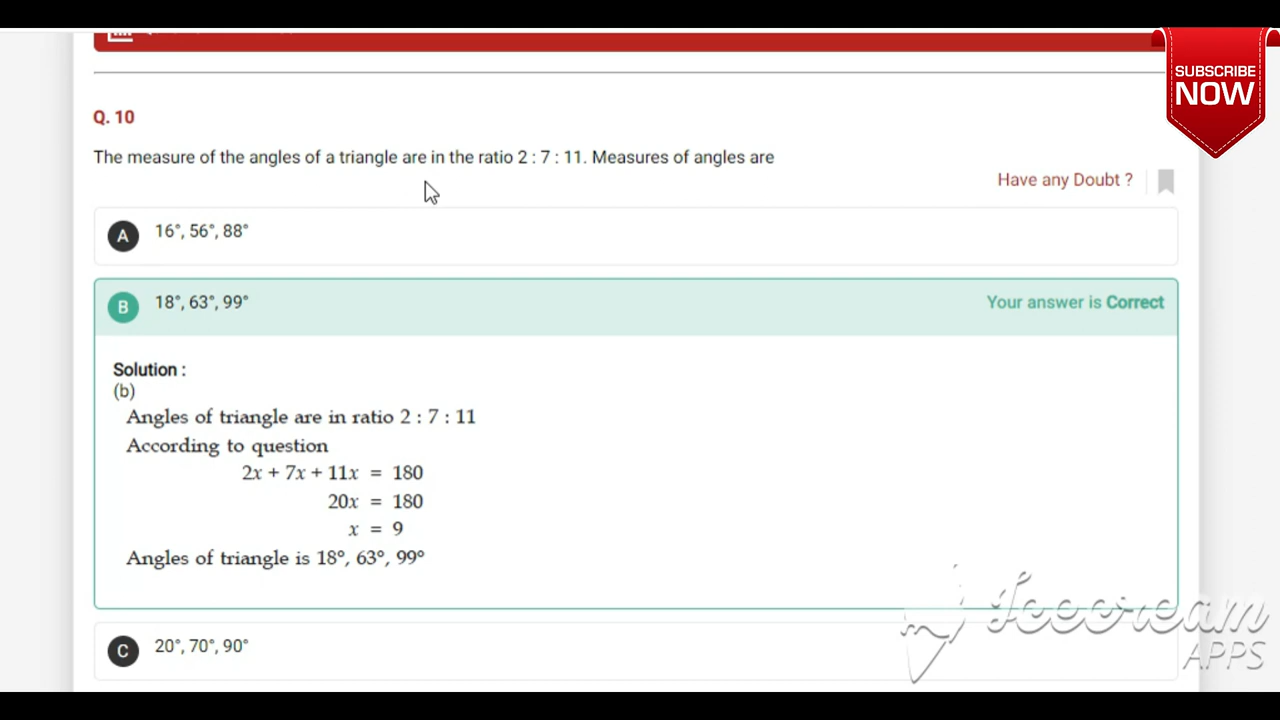 SUBSCRIBE
NOW
Q. 10
The measure of the angles of a triangle are in the ratio 2 : 7 : 11. Measures of angles are
Have any Doubt ?
A 16°, 56°, 88°
B 18°, 63°, 99°
Your answer is Correct
Solution :
(b)
Angles of triangle are in ratio 2 : 7 : 11
According to question
2x + 7x + 11x = 180
20x = 180
x = 9
Angles of triangle is 18°, 63°, 99°
C 20°, 70°, 90°
Icecream
APPS